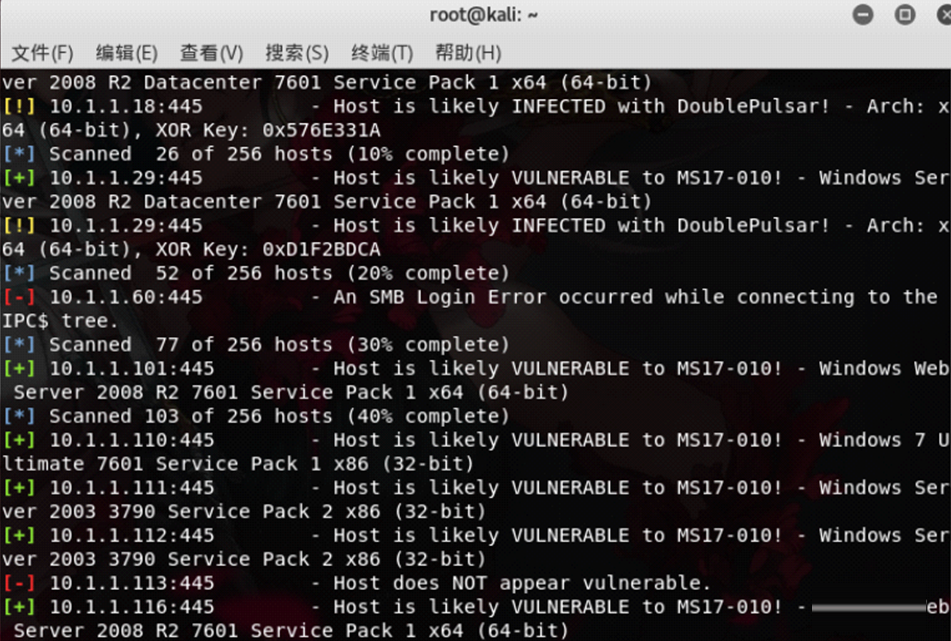 root@kali: ~
文件(F) 编辑(E) 查看(V) 搜索(S) 终端(T) 帮助(H)
ver 2008 R2 Datacenter 7601 Service Pack 1 x64 (64-bit)
[!] 10.1.1.18:445 - Host is likely INFECTED with DoublePulsar! - Arch: x
64 (64-bit), XOR Key: 0x576E331A
[*] Scanned 26 of 256 hosts (10% complete)
[+] 10.1.1.29:445 - Host is likely VULNERABLE to MS17-010! - Windows Ser
ver 2008 R2 Datacenter 7601 Service Pack 1 x64 (64-bit)
[!] 10.1.1.29:445 - Host is likely INFECTED with DoublePulsar! - Arch: x
64 (64-bit), XOR Key: 0xD1F2BDCA
[*] Scanned 52 of 256 hosts (20% complete)
[-] 10.1.1.60:445 - An SMB Login Error occurred while connecting to the
IPC$ tree.
[*] Scanned 77 of 256 hosts (30% complete)
[+] 10.1.1.101:445 - Host is likely VULNERABLE to MS17-010! - Windows Web
Server 2008 R2 7601 Service Pack 1 x64 (64-bit)
[*] Scanned 103 of 256 hosts (40% complete)
[+] 10.1.1.110:445 - Host is likely VULNERABLE to MS17-010! - Windows 7 U
ltimate 7601 Service Pack 1 x86 (32-bit)
[+] 10.1.1.111:445 - Host is likely VULNERABLE to MS17-010! - Windows Ser
ver 2003 3790 Service Pack 2 x86 (32-bit)
[+] 10.1.1.112:445 - Host is likely VULNERABLE to MS17-010! - Windows Ser
ver 2003 3790 Service Pack 2 x86 (32-bit)
[-] 10.1.1.113:445 - Host does NOT appear vulnerable.
[+] 10.1.1.116:445 - Host is likely VULNERABLE to MS17-010! - eb
Server 2008 R2 7601 Service Pack 1 x64 (64-bit)